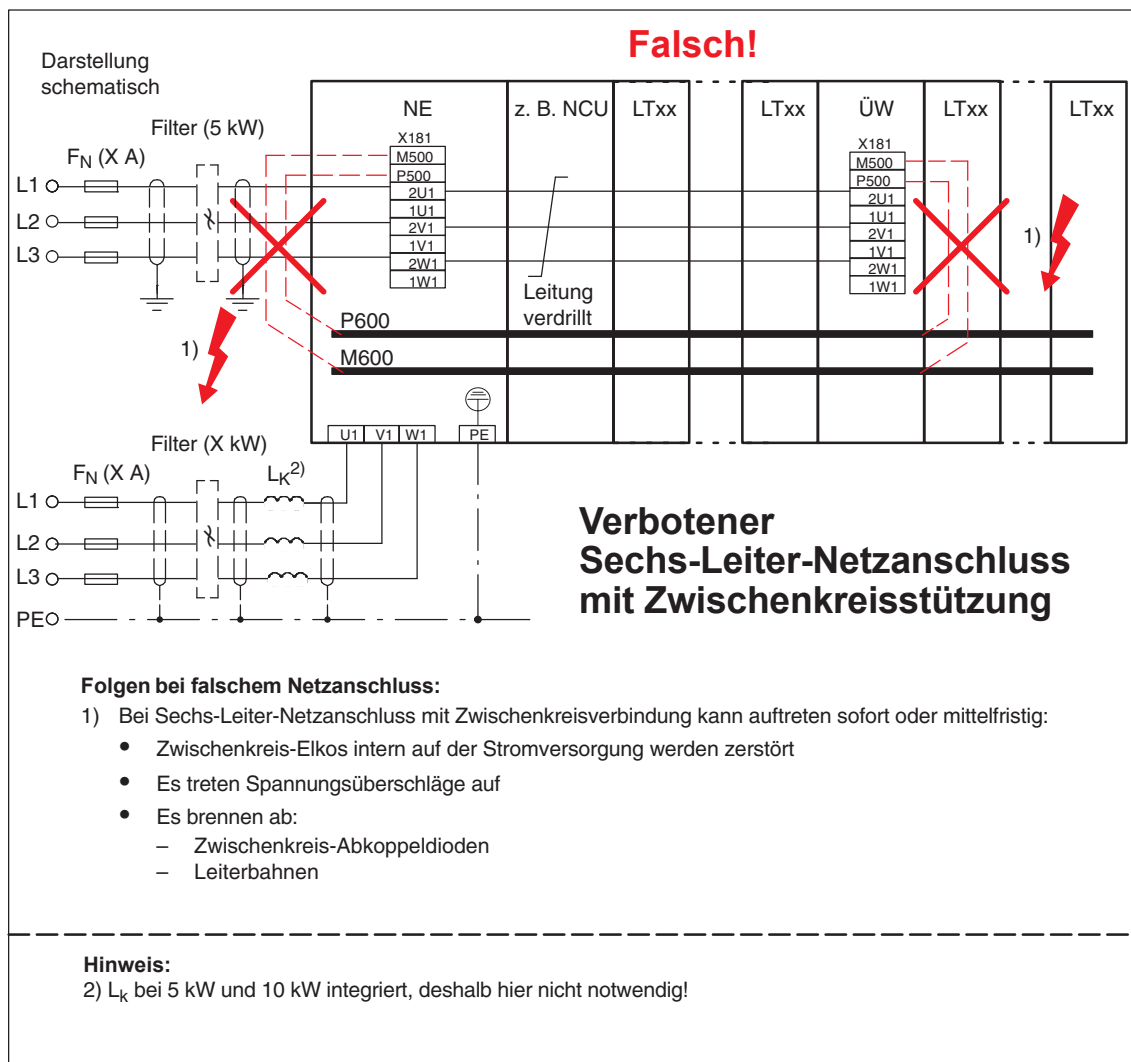 Falsch!
Darstellung
schematisch
NE
z. B. NCU
LTxx
LTxx
ÜW
LTxx
LTxx
Filter (5 kW)
F_N (X A)
L1
L2
L3
X181
M500
P500
2U1
1U1
2V1
1V1
2W1
1W1
Leitung
verdrillt
X181
M500
P500
2U1
1U1
2V1
1V1
2W1
1W1
1)
1)
P600
M600
U1
V1
W1
PE
Filter (X kW)
F_N (X A)
L_K 2)
L1
L2
L3
PE
Verbotener
Sechs-Leiter-Netzanschluss
mit Zwischenkreisstützung
Folgen bei falschem Netzanschluss:
1) Bei Sechs-Leiter-Netzanschluss mit Zwischenkreisverbindung kann auftreten sofort oder mittelfristig:
• Zwischenkreis-Elkos intern auf der Stromversorgung werden zerstört
• Es treten Spannungsüberschläge auf
• Es brennen ab:
– Zwischenkreis-Abkoppeldioden
– Leiterbahnen
Hinweis:
2) L_k bei 5 kW und 10 kW integriert, deshalb hier nicht notwendig!